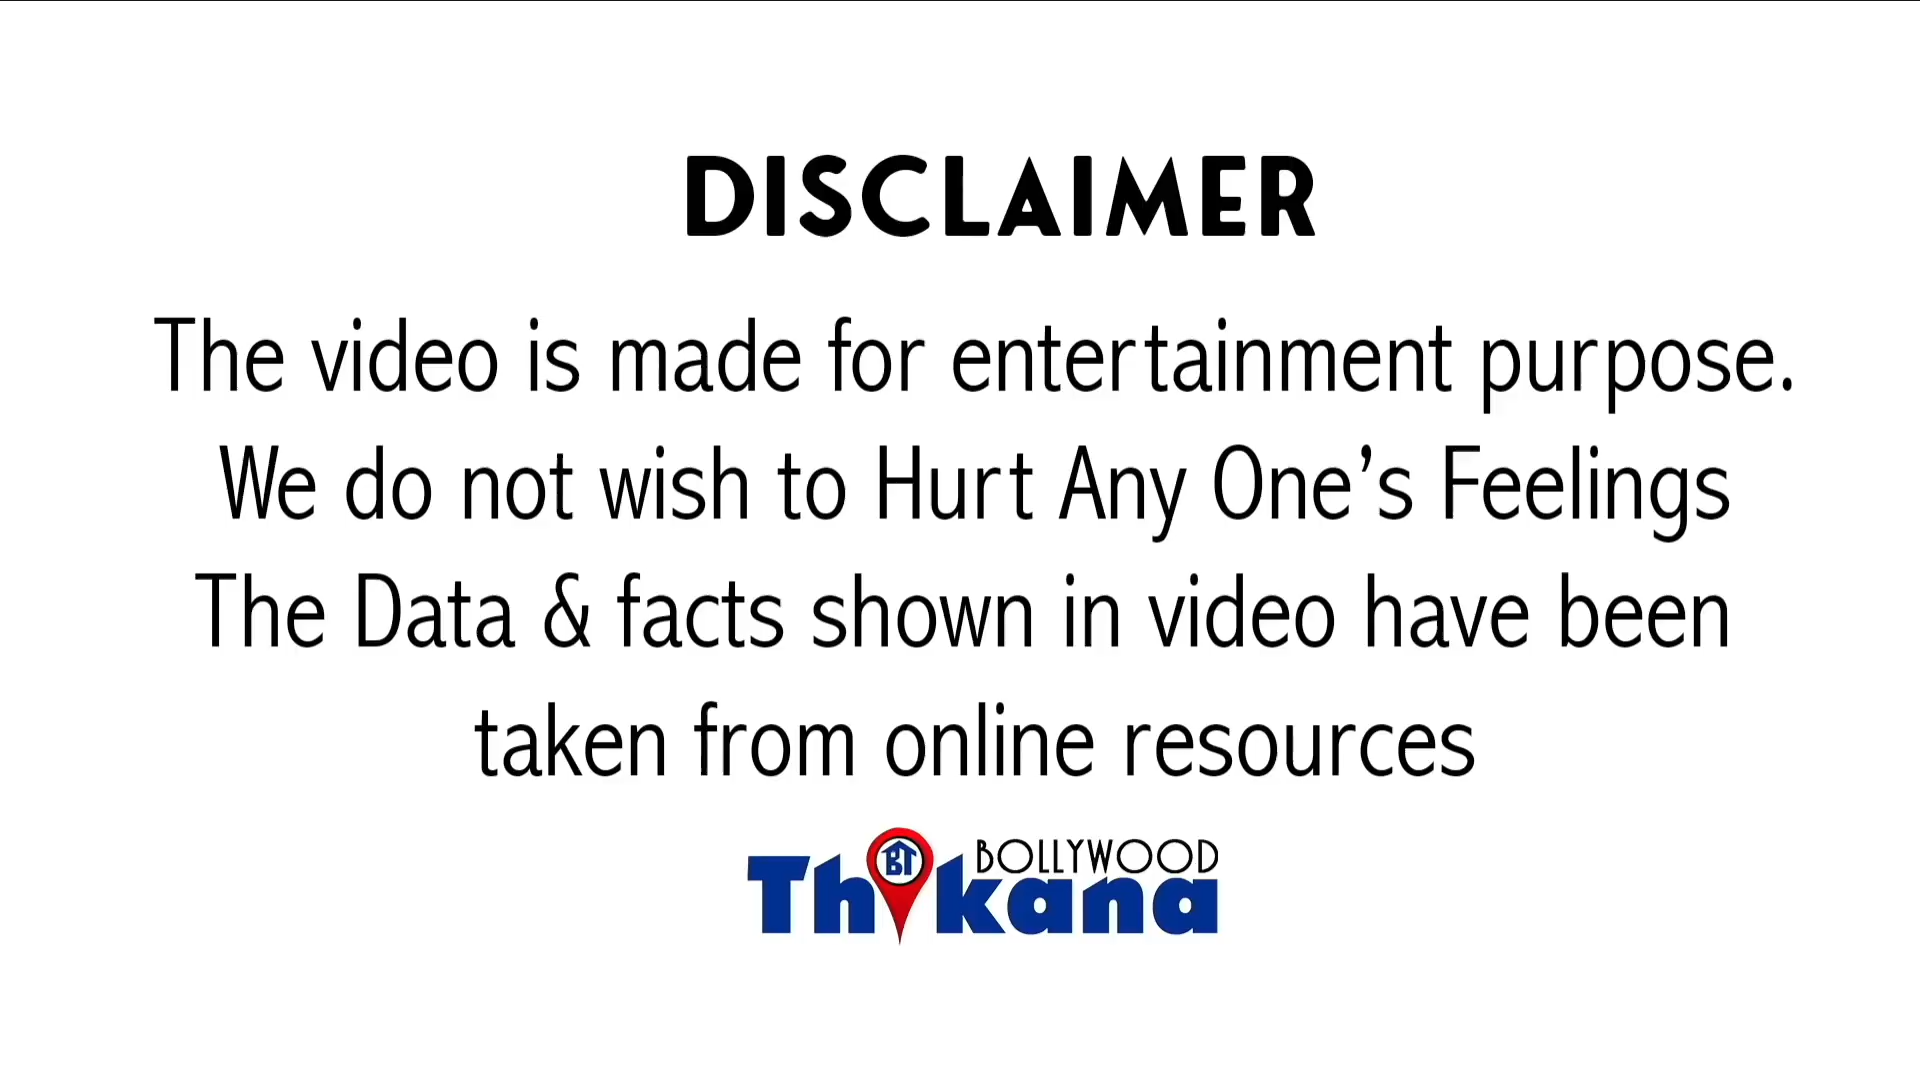 DISCLAIMER
The video is made for entertainment purpose.
We do not wish to Hurt Any One’s Feelings
The Data & facts shown in video have been
taken from online resources
BT
BOLLYWOOD
Thikana